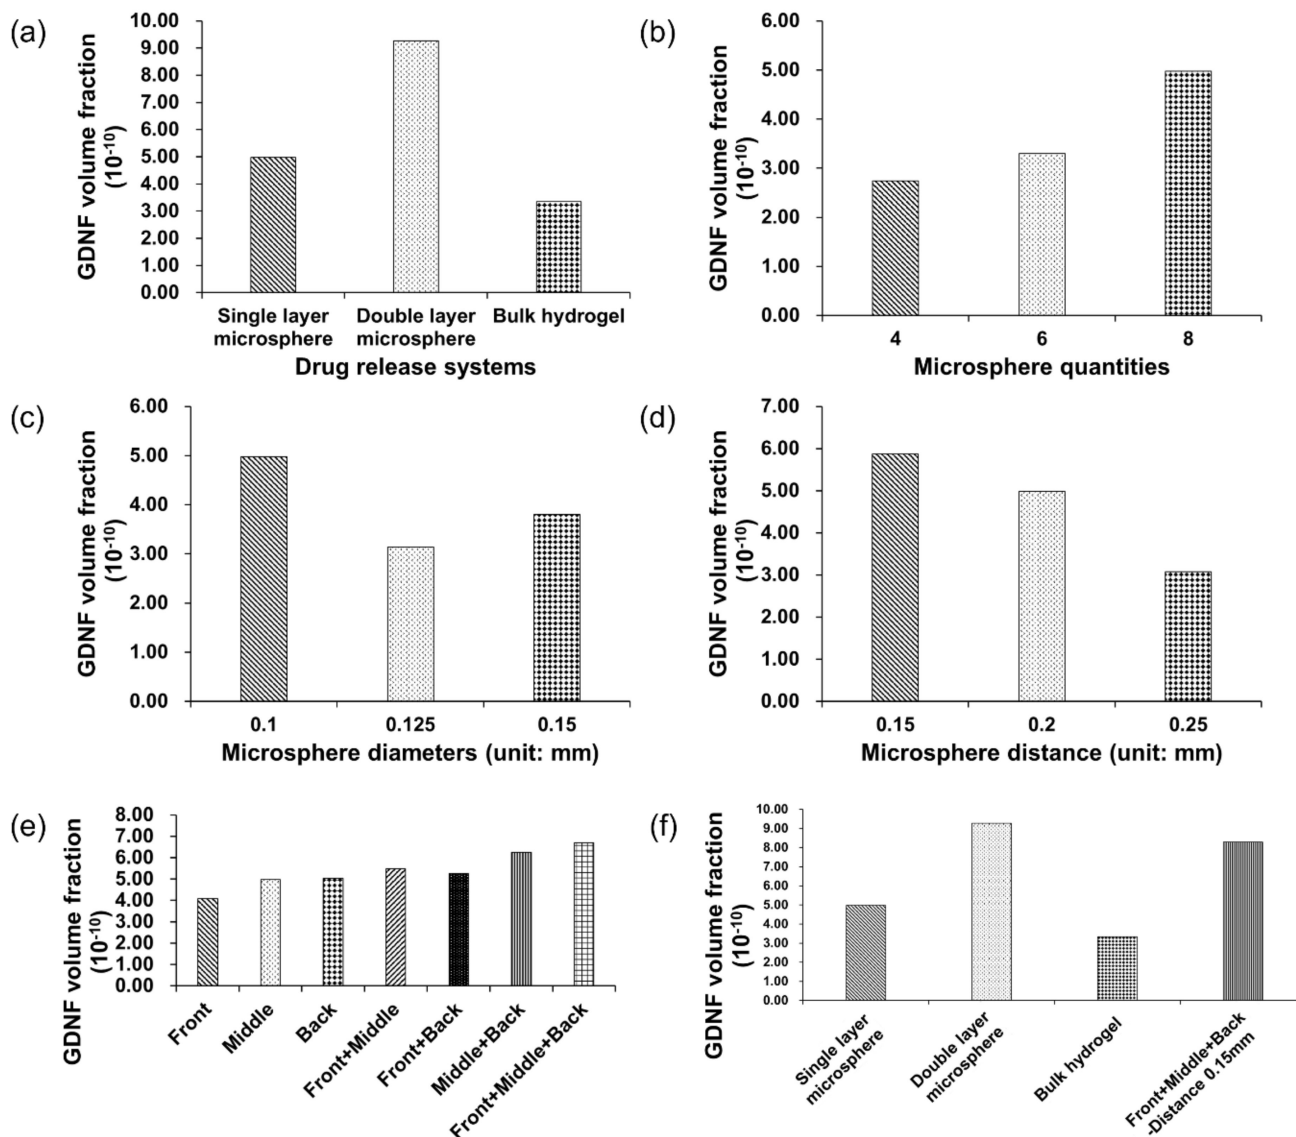 (a)
GDNF volume fraction
(10⁻¹⁰)
10.00
9.00
8.00
7.00
6.00
5.00
4.00
3.00
2.00
1.00
0.00
Single layer
microsphere
Double layer
microsphere
Bulk hydrogel
Drug release systems
(b)
GDNF volume fraction
(10⁻¹⁰)
6.00
5.00
4.00
3.00
2.00
1.00
0.00
4
6
8
Microsphere quantities
(c)
GDNF volume fraction
(10⁻¹⁰)
6.00
5.00
4.00
3.00
2.00
1.00
0.00
0.1
0.125
0.15
Microsphere diameters (unit: mm)
(d)
GDNF volume fraction
(10⁻¹⁰)
7.00
6.00
5.00
4.00
3.00
2.00
1.00
0.00
0.15
0.2
0.25
Microsphere distance (unit: mm)
(e)
GDNF volume fraction
(10⁻¹⁰)
8.00
7.00
6.00
5.00
4.00
3.00
2.00
1.00
0.00
Front
Middle
Back
Front+Middle
Front+Back
Middle+Back
Front+Middle+Back
(f)
GDNF volume fraction
(10⁻¹⁰)
10.00
9.00
8.00
7.00
6.00
5.00
4.00
3.00
2.00
1.00
0.00
Single layer
microsphere
Double layer
microsphere
Bulk hydrogel
Front+Middle+Back
-Distance 0.15mm